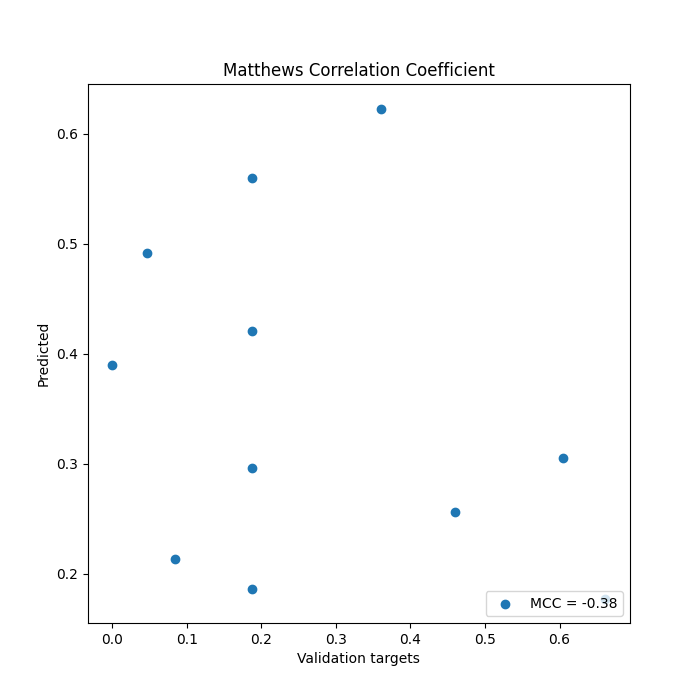 Matthews Correlation Coefficient
0.6
0.5
0.4
0.3
0.2
Predicted
MCC = -0.38
0.0 0.1 0.2 0.3 0.4 0.5 0.6
Validation targets